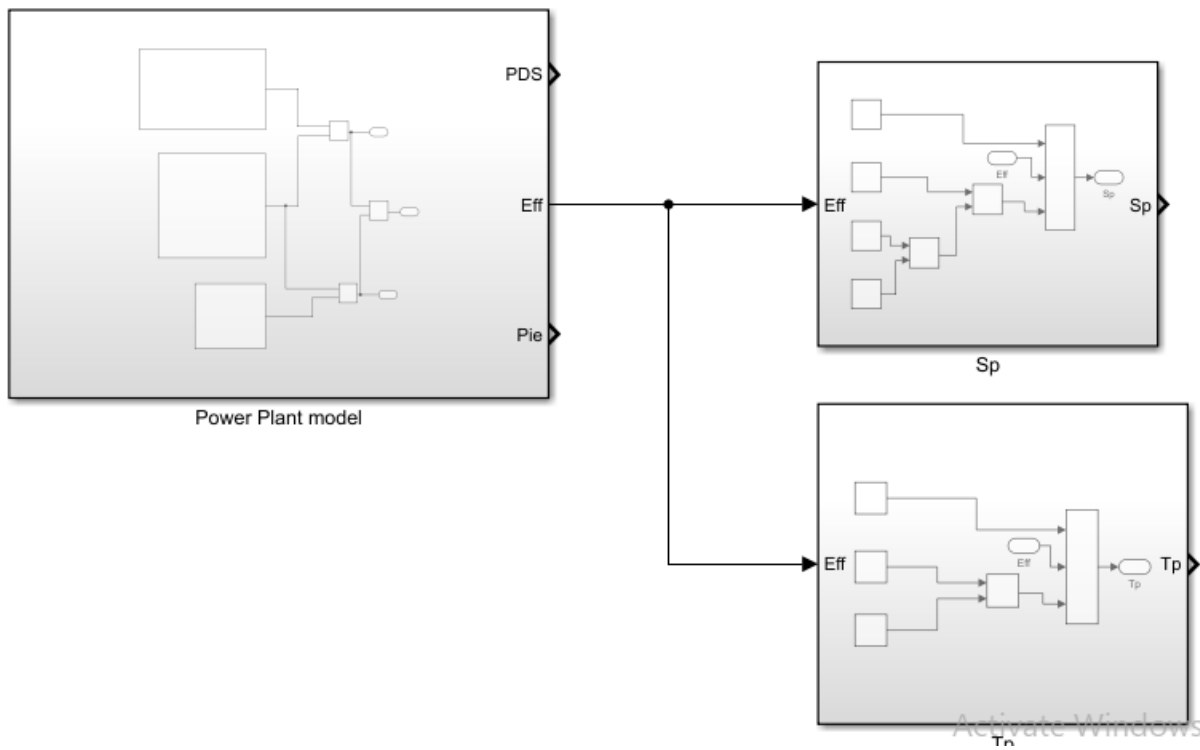 PDS
Eff
Pie
Power Plant model
Eff
Eff
Sp
Sp
Sp
Eff
Eff
Tp
Tp
Activate Windows
Tp